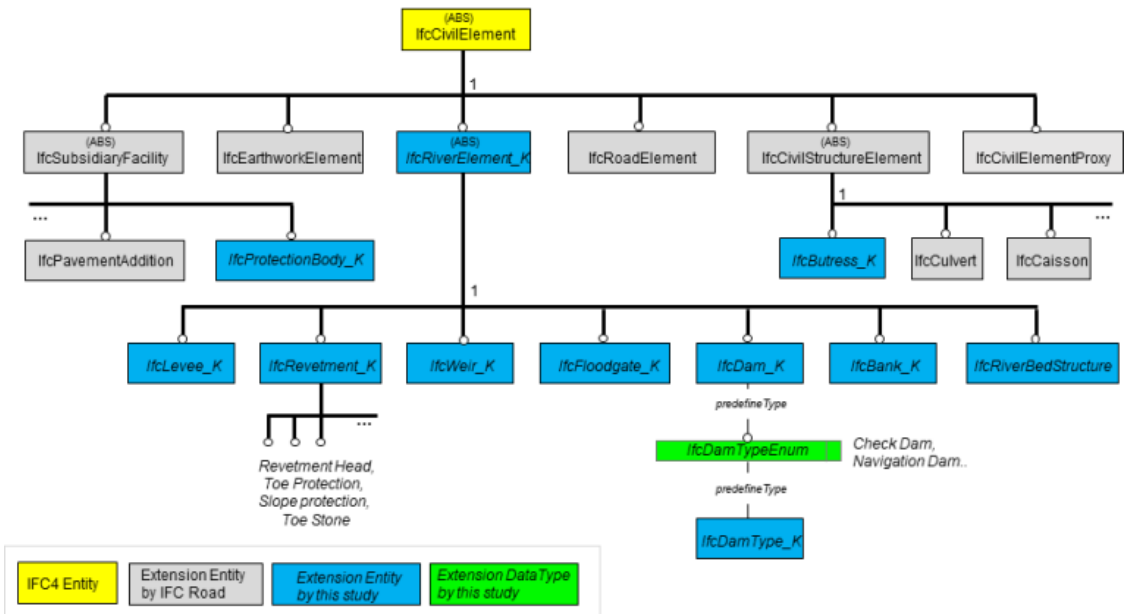 (ABS)
IfcCivilElement
1
(ABS)
IfcSubsidiaryFacility
IfcEarthworkElement
(ABS)
IfcRiverElement_K
IfcRoadElement
(ABS)
IfcCivilStructureElement
IfcCivilElementProxy
...
1
...
IfcPavementAddition
IfcProtectionBody_K
IfcButress_K
IfcCulvert
IfcCaisson
1
IfcLevee_K
IfcRevetment_K
IfcWeir_K
IfcFloodgate_K
IfcDam_K
IfcBank_K
IfcRiverBedStructure
...
predefineType
IfcDamTypeEnum
Check Dam,
Navigation Dam..
Revetment Head,
Toe Protection,
Slope protection,
Toe Stone
predefineType
IfcDamType_K
IFC4 Entity
Extension Entity
by IFC Road
Extension Entity
by this study
Extension DataType
by this study